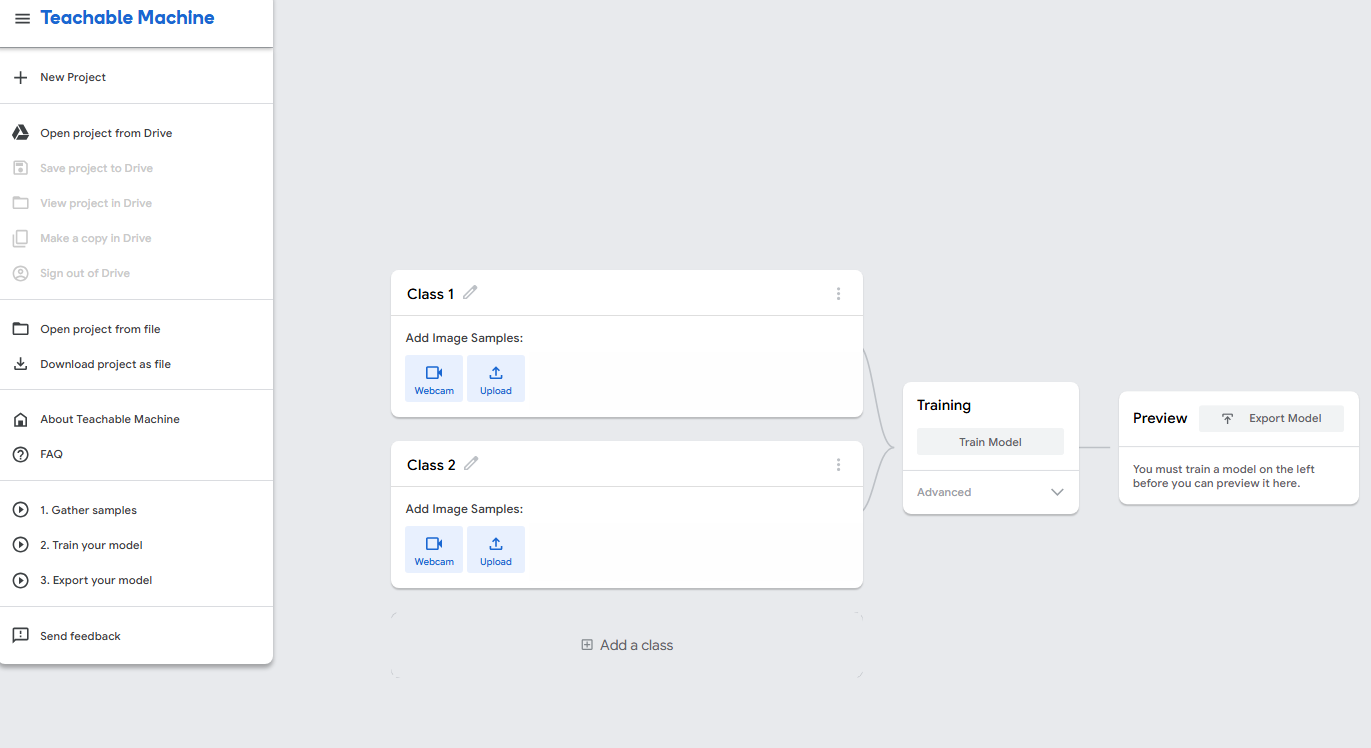 Teachable Machine
New Project
Open project from Drive
Save project to Drive
View project in Drive
Make a copy in Drive
Sign out of Drive
Open project from file
Download project as file
About Teachable Machine
FAQ
1. Gather samples
2. Train your model
3. Export your model
Send feedback
Class 1
Add Image Samples:
Webcam
Upload
Class 2
Add Image Samples:
Webcam
Upload
Add a class
Training
Train Model
Advanced
Preview
Export Model
You must train a model on the left
before you can preview it here.